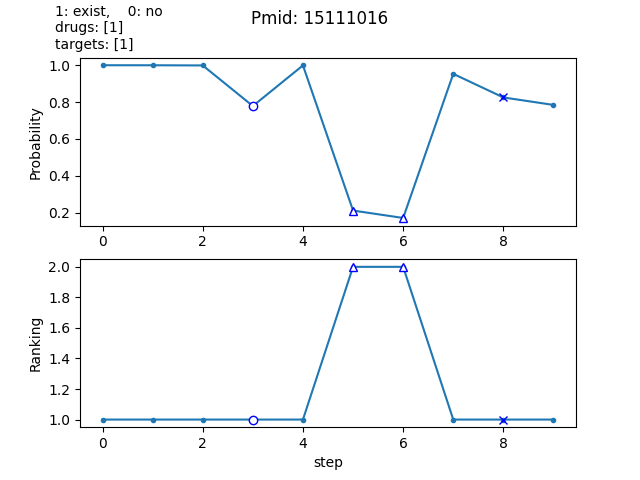 1: exist,    0: no
drugs: [1]
targets: [1]
Pmid: 15111016
Probability
1.0
0.8
0.6
0.4
0.2
0 2 4 6 8
Ranking
2.0
1.8
1.6
1.4
1.2
1.0
0 2 4 6 8
step